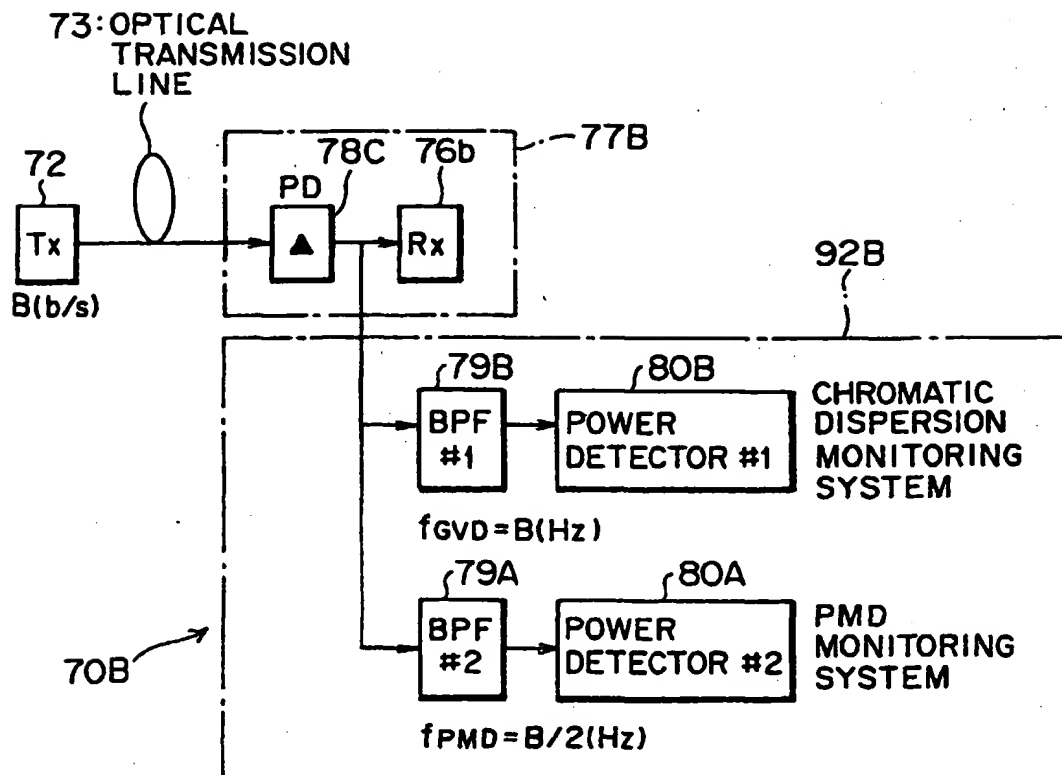 73: OPTICAL
TRANSMISSION
LINE
72
Tx
B(b/s)
78C
PD
▲
76b
Rx
77B
92B
79B
BPF
#1
80B
POWER
DETECTOR #1
CHROMATIC
DISPERSION
MONITORING
SYSTEM
fGVD=B(Hz)
79A
BPF
#2
80A
POWER
DETECTOR #2
PMD
MONITORING
SYSTEM
fPMD=B/2(Hz)
70B